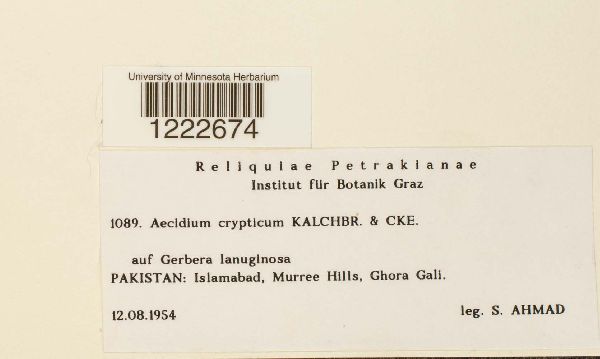 University of Minnesota Herbarium
1222674
Reliquiae Petrakianae
Institut für Botanik Graz
1089. Aecidium crypticum KALCHBR. & CKE.
auf Gerbera lanuginosa
PAKISTAN: Islamabad, Murree Hills, Ghora Gali.
12.08.1954 leg. S. AHMAD